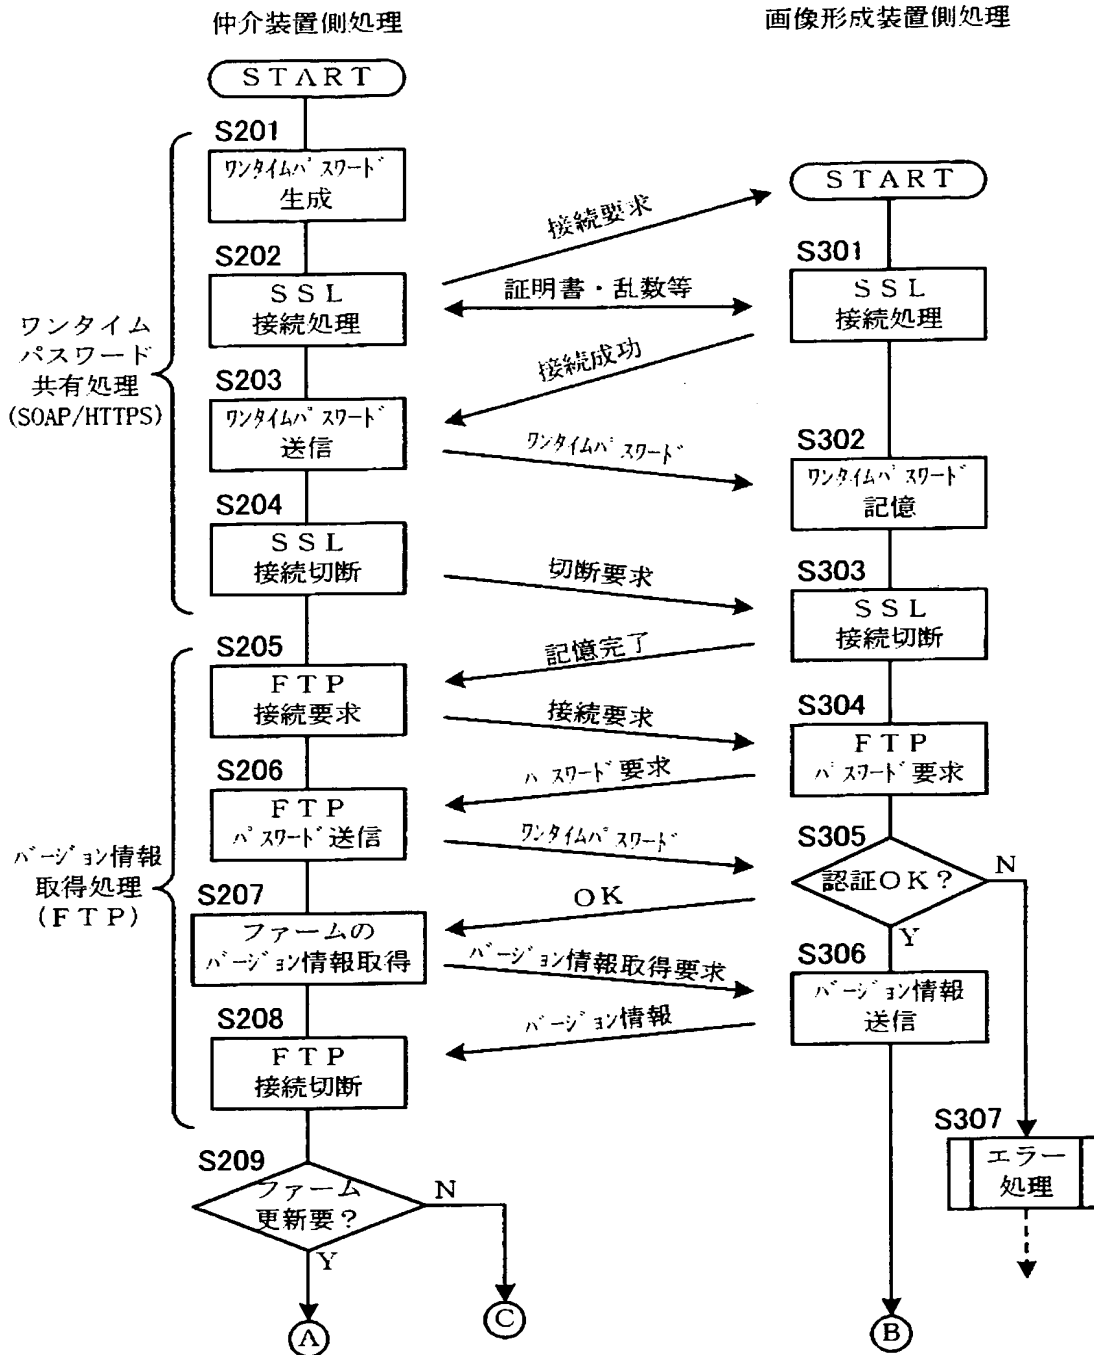 仲介装置側処理
画像形成装置側処理
START
S201
ワンタイムパスワード
生成
START
接続要求
S202
SSL
接続処理
証明書・乱数等
S301
SSL
接続処理
ワンタイム
パスワード
共有処理
(SOAP/HTTPS)
接続成功
S203
ワンタイムパスワード
送信
ワンタイムパスワード
S302
ワンタイムパスワード
記憶
S204
SSL
接続切断
切断要求
S303
SSL
接続切断
記憶完了
S205
FTP
接続要求
接続要求
S304
FTP
パスワード要求
パスワード要求
S206
FTP
パスワード送信
ワンタイムパスワード
S305
認証OK?
N
Y
バージョン情報
取得処理
(FTP)
OK
S207
ファームの
バージョン情報取得
バージョン情報取得要求
S306
バージョン情報
送信
バージョン情報
S208
FTP
接続切断
S307
エラー
処理
S209
ファーム
更新要?
N
Y
A
C
B